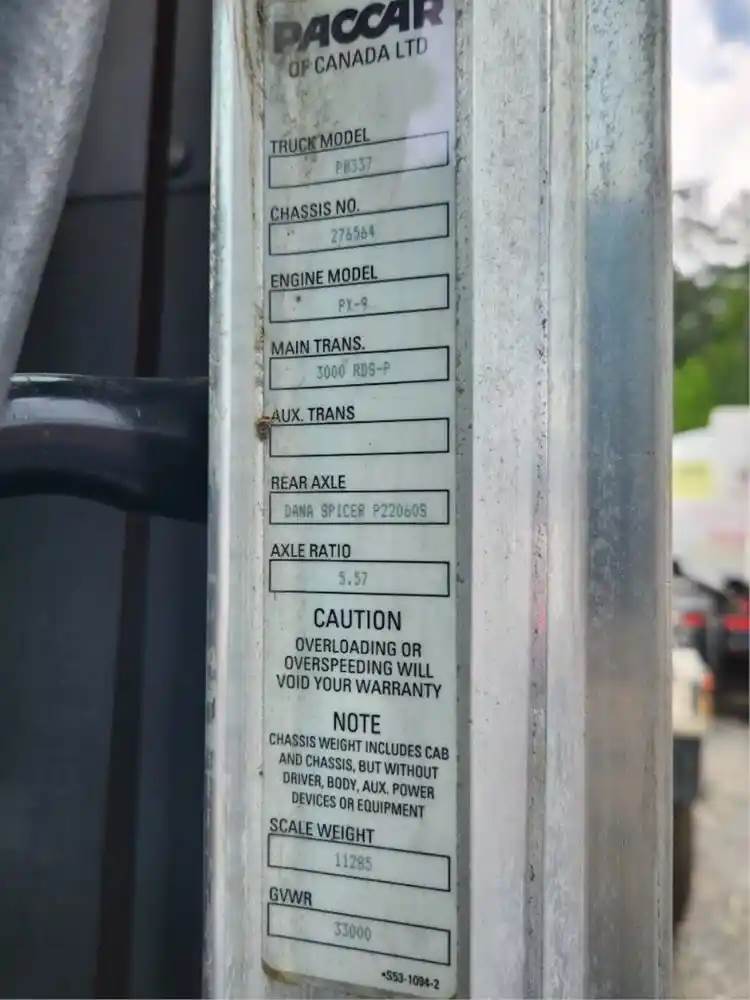 PACCAR
OF CANADA LTD
TRUCK MODEL
PB337
CHASSIS NO.
276564
ENGINE MODEL
PX-9
MAIN TRANS.
3000 RDS-P
AUX. TRANS
REAR AXLE
DANA SPICER P22060S
AXLE RATIO
5.57
CAUTION
OVERLOADING OR
OVERSPEEDING WILL
VOID YOUR WARRANTY
NOTE
CHASSIS WEIGHT INCLUDES CAB
AND CHASSIS, BUT WITHOUT
DRIVER, BODY, AUX. POWER
DEVICES OR EQUIPMENT
SCALE WEIGHT
11285
GVWR
33000
•S53-1094-2